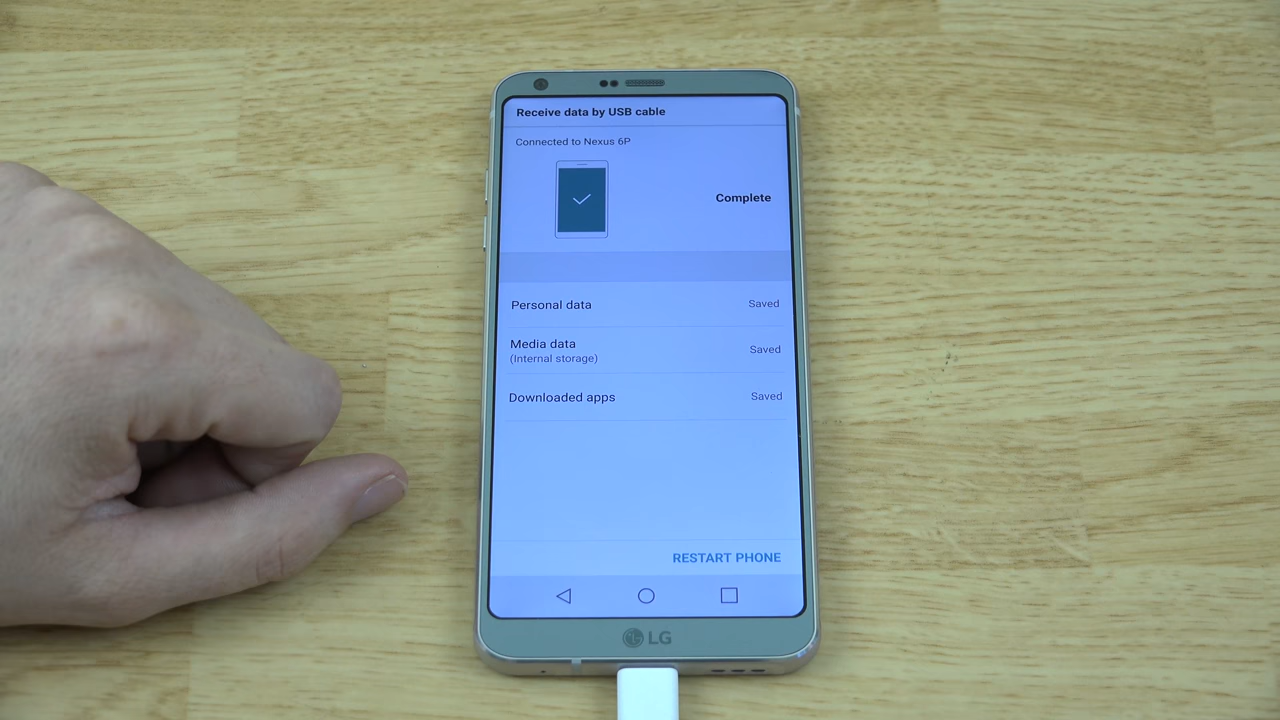 Receive data by USB cable
Connected to Nexus 6P
Complete
Personal data Saved
Media data Saved
(Internal storage)
Downloaded apps Saved
RESTART PHONE
LG